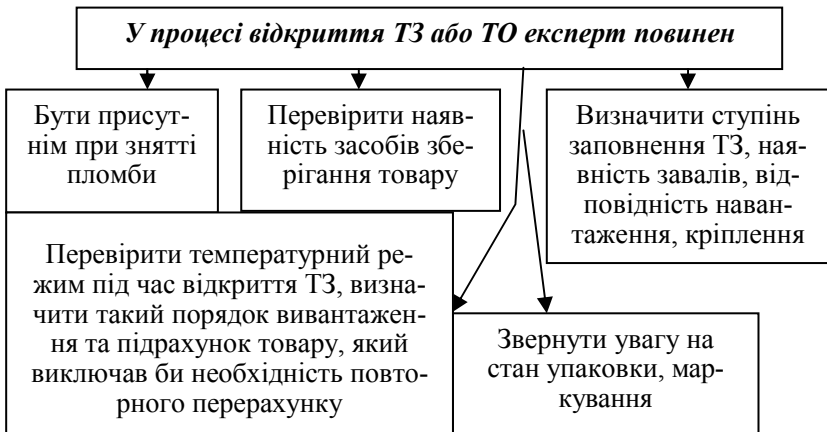 У процесі відкриття ТЗ або ТО експерт повинен
Бути присут-
нім при знятті
пломби
Перевірити наяв-
ність засобів збе-
рігання товару
Визначити ступінь
заповнення ТЗ, ная-
вність завалів, від-
повідність наван-
таження, кріплення
Перевірити температурний ре-
жим під час відкриття ТЗ, визна-
чити такий порядок вивантажен-
ня та підрахунок товару, який
виключав би необхідність повто-
рного перерахунку
Звернути увагу на
стан упаковки, мар-
кування